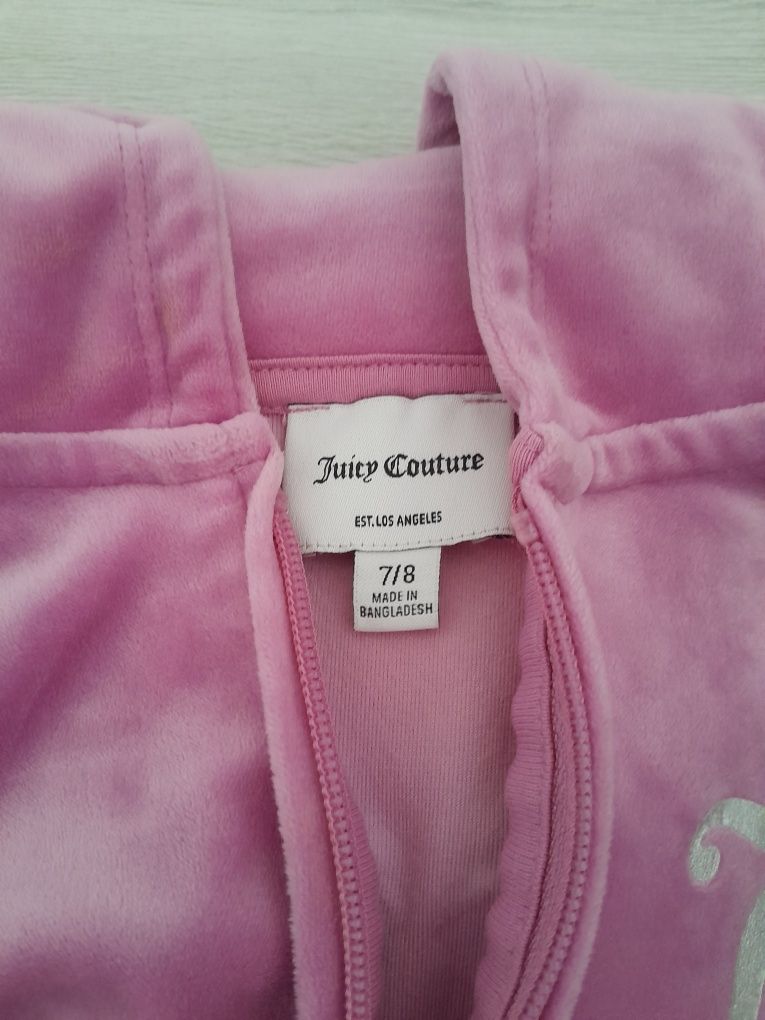 Juicy Couture
EST. LOS ANGELES
7/8
MADE IN
BANGLADESH